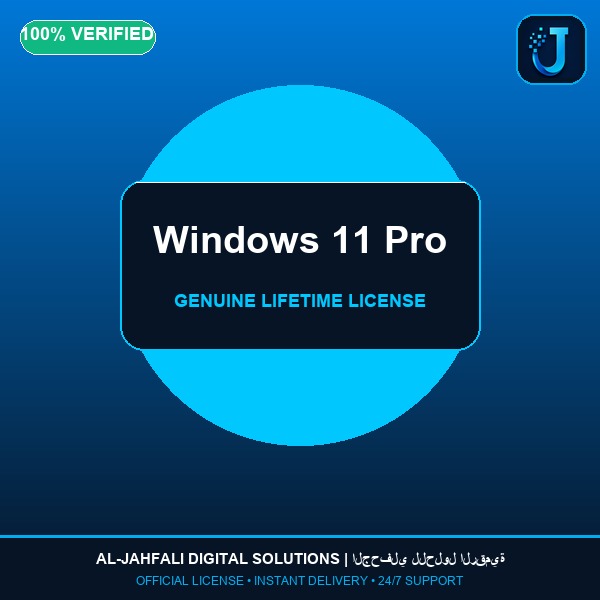 100% VERIFIED
Windows 11 Pro
GENUINE LIFETIME LICENSE
AL-JAHFALI DIGITAL SOLUTIONS | الجحفلي للحلول الرقمية
OFFICIAL LICENSE • INSTANT DELIVERY • 24/7 SUPPORT